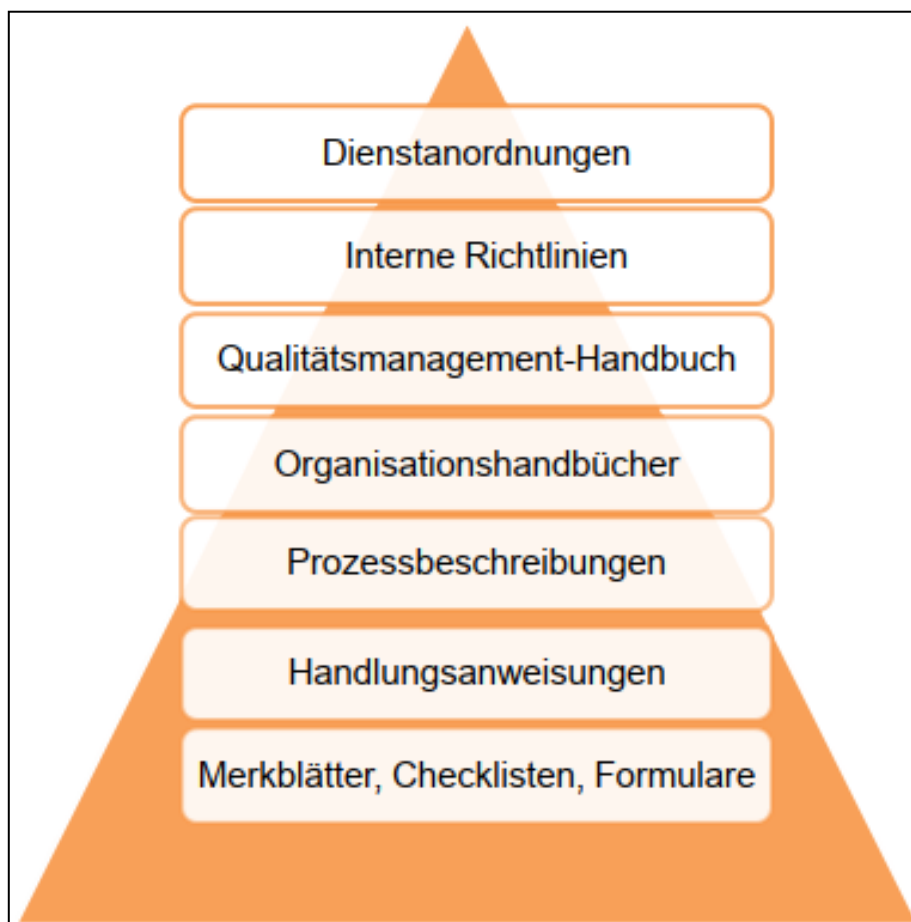 Dienstanordnungen
Interne Richtlinien
Qualitätsmanagement-Handbuch
Organisationshandbücher
Prozessbeschreibungen
Handlungsanweisungen
Merkblätter, Checklisten, Formulare